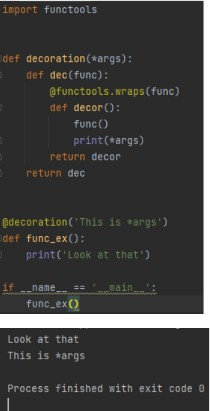 import functools
def decoration(*args):
def dec(func):
@functools.wraps(func)
def decor():
func()
print(*args)
return decor
return dec
@decoration('This is *args')
def func_ex():
print('Look at that')
if __name__ == '__main__':
func_ex()
Look at that
This is *args
Process finished with exit code 0